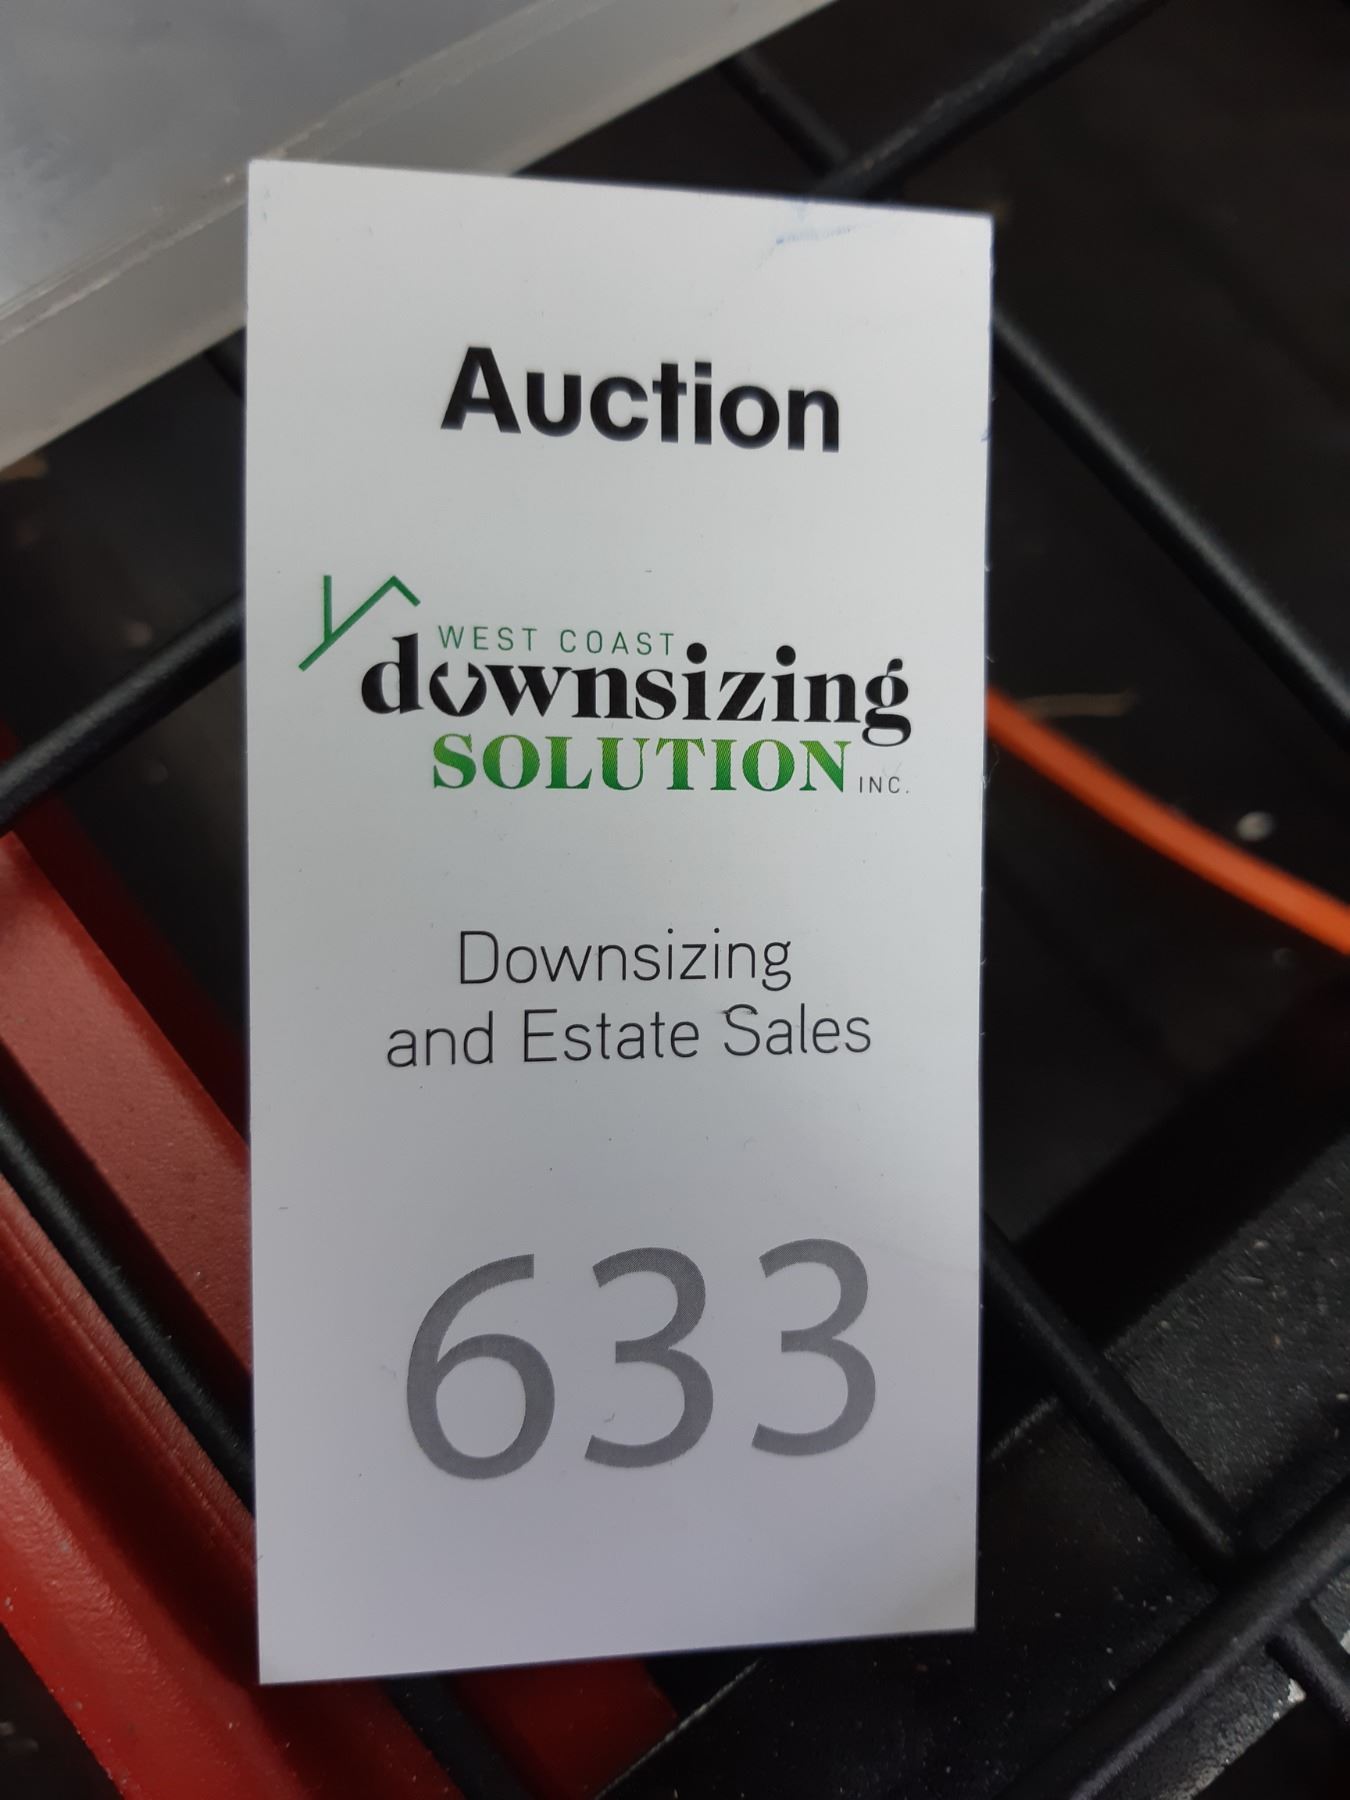 Auction
WEST COAST
downsizing
SOLUTION INC.
Downsizing
and Estate Sales
633